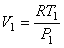 V₁ = RT₁/P₁